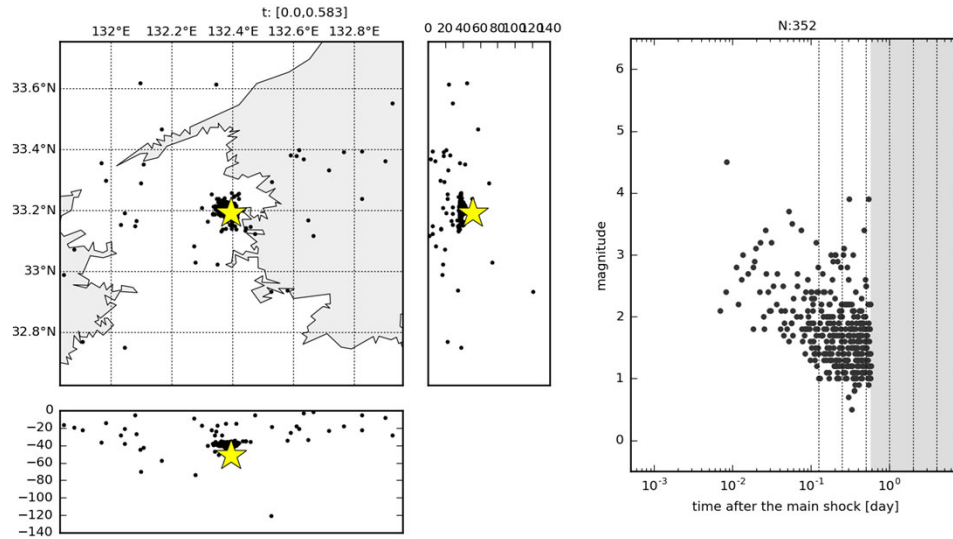 t: [0.0,0.583]
132°E 132.2°E 132.4°E 132.6°E 132.8°E
33.6°N
33.4°N
33.2°N
33°N
32.8°N
0 20 40 60 80 100 120 140
0
−20
−40
−60
−80
−100
−120
−140
N:352
magnitude
6
5
4
3
2
1
0
10⁻³ 10⁻² 10⁻¹ 10⁰
time after the main shock [day]